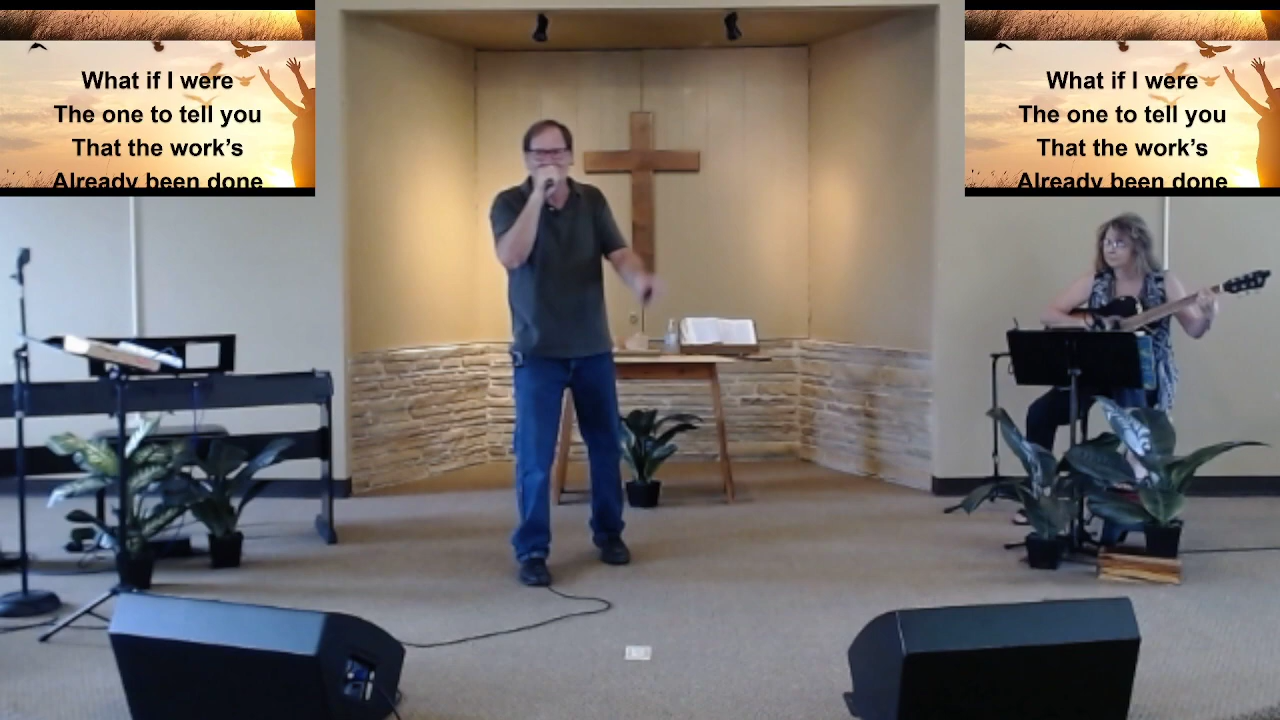 What if I were
The one to tell you
That the work's
Already been done
What if I were
The one to tell you
That the work's
Already been done